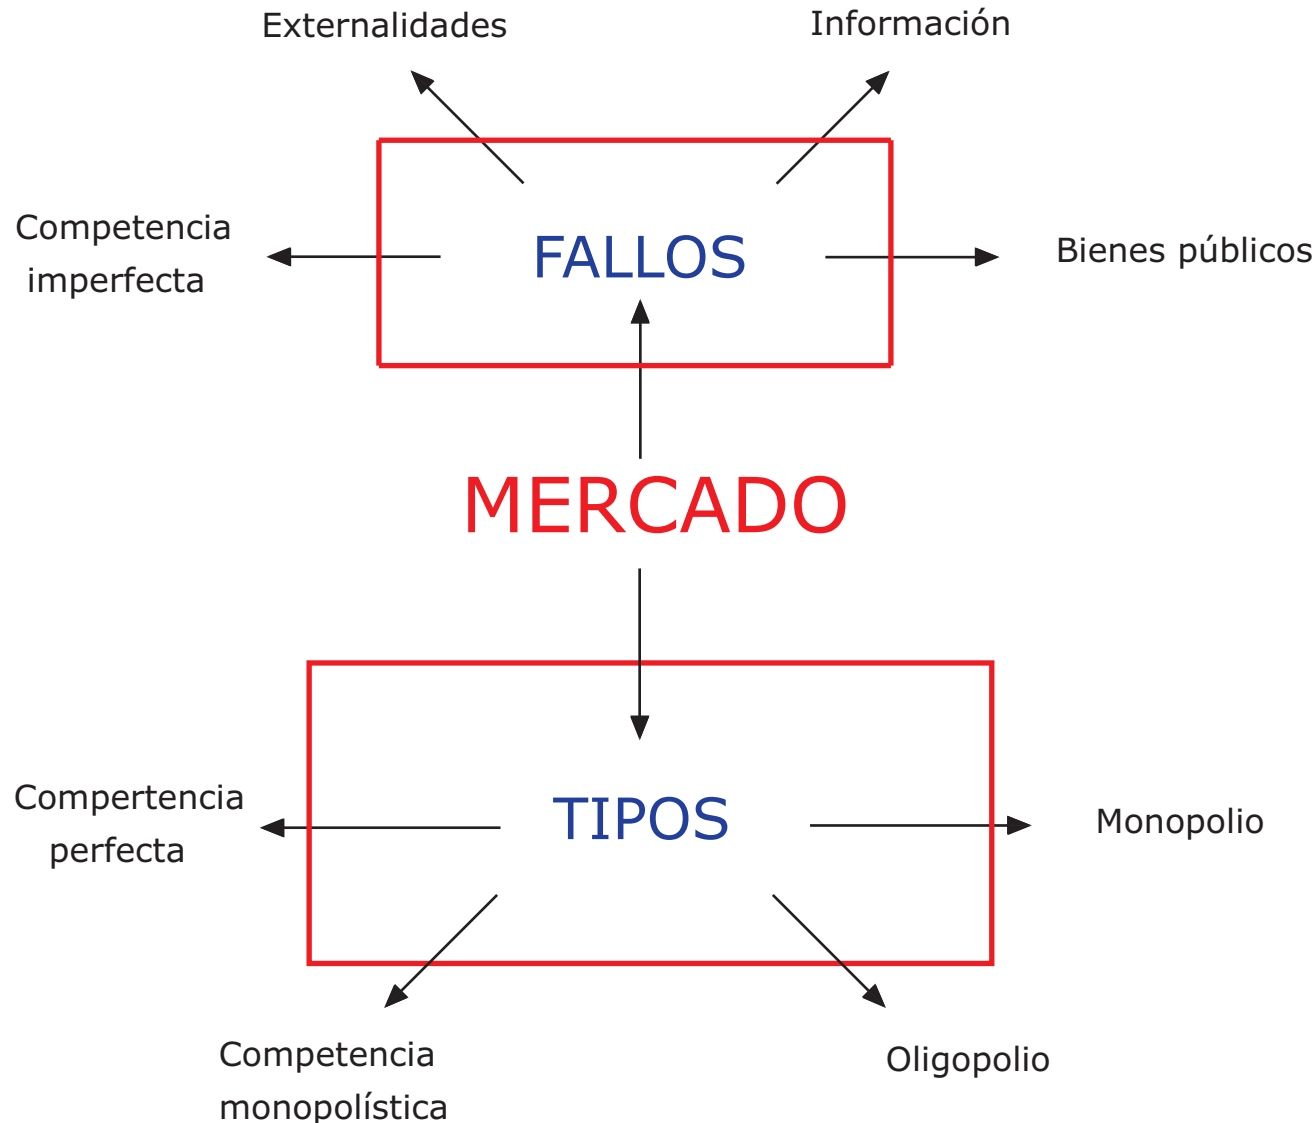 Externalidades
Información
Competencia
imperfecta
FALLOS
Bienes públicos
MERCADO
Compertencia
perfecta
TIPOS
Monopolio
Competencia
monopolística
Oligopolio